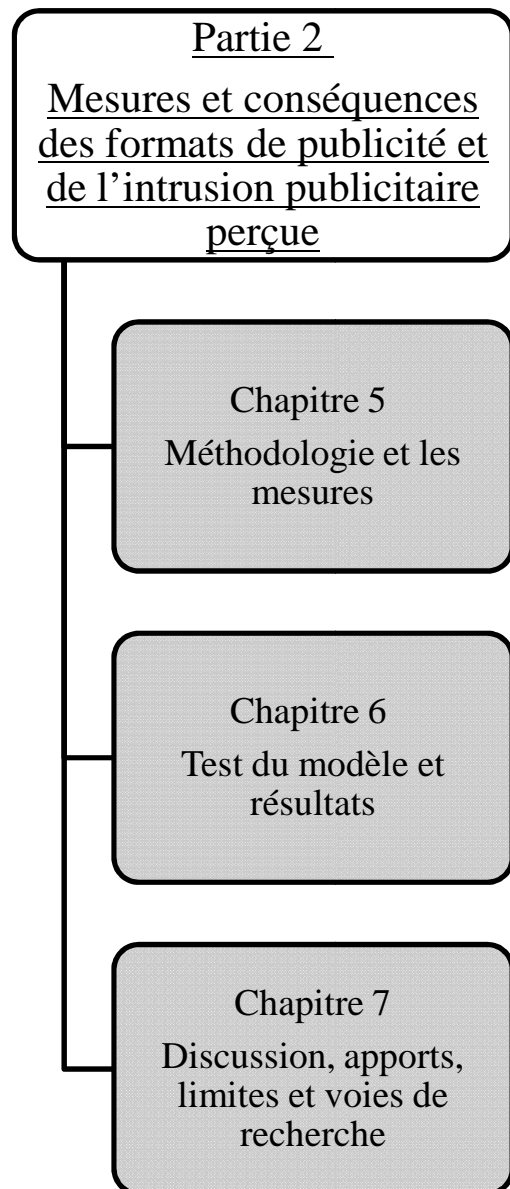 Partie 2
Mesures et conséquences
des formats de publicité et
de l’intrusion publicitaire
perçue
Chapitre 5
Méthodologie et les
mesures
Chapitre 6
Test du modèle et
résultats
Chapitre 7
Discussion, apports,
limites et voies de
recherche